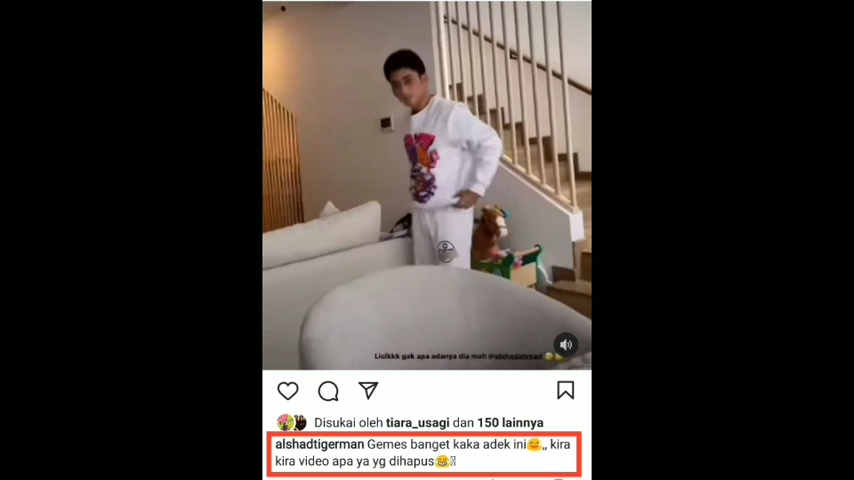 Licikkk gak apa adanya dia mah @alshadahmad
Disukai oleh tiara_usagi dan 150 lainnya
alshadtigerman Gemes banget kaka adek ini😊,, kira
kira video apa ya yg dihapus😂